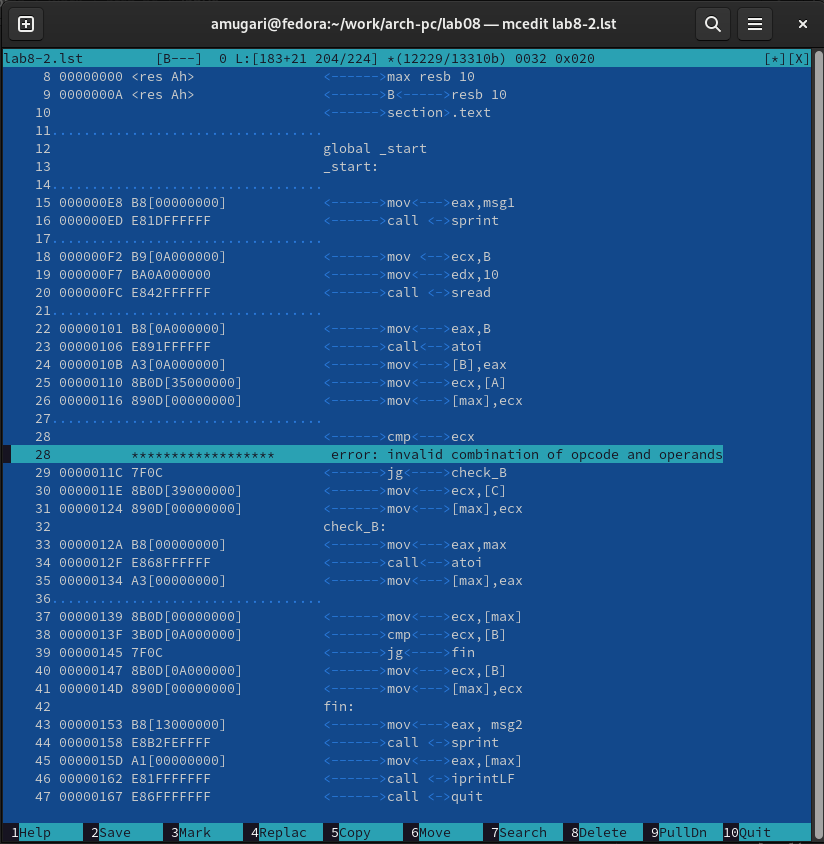 amugari@fedora:~/work/arch-pc/lab08 — mcedit lab8-2.lst
lab8-2.lst [B---] 0 L:[183+21 204/224] *(12229/13310b) 0032 0x020 [*][X]
8 00000000 <res Ah> <------>max resb 10
9 0000000A <res Ah> <------>B<----->resb 10
10 <------>section>.text
11..................................
12 global _start
13 _start:
14..................................
15 000000E8 B8[00000000] <------>mov<--->eax,msg1
16 000000ED E81DFFFFFF <------>call <->sprint
17..................................
18 000000F2 B9[0A000000] <------>mov <-->ecx,B
19 000000F7 BA0A000000 <------>mov<--->edx,10
20 000000FC E842FFFFFF <------>call <->sread
21..................................
22 00000101 B8[0A000000] <------>mov<--->eax,B
23 00000106 E891FFFFFF <------>call<-->atoi
24 0000010B A3[0A000000] <------>mov<--->[B],eax
25 00000110 8B0D[35000000] <------>mov<--->ecx,[A]
26 00000116 890D[00000000] <------>mov<--->[max],ecx
27..................................
28 <------>cmp<--->ecx
28 ****************** error: invalid combination of opcode and operands
29 0000011C 7F0C <------>jg<---->check_B
30 0000011E 8B0D[39000000] <------>mov<--->ecx,[C]
31 00000124 890D[00000000] <------>mov<--->[max],ecx
32 check_B:
33 0000012A B8[00000000] <------>mov<--->eax,max
34 0000012F E868FFFFFF <------>call<-->atoi
35 00000134 A3[00000000] <------>mov<--->[max],eax
36..................................
37 00000139 8B0D[00000000] <------>mov<--->ecx,[max]
38 0000013F 3B0D[0A000000] <------>cmp<--->ecx,[B]
39 00000145 7F0C <------>jg<---->fin
40 00000147 8B0D[0A000000] <------>mov<--->ecx,[B]
41 0000014D 890D[00000000] <------>mov<--->[max],ecx
42 fin:
43 00000153 B8[13000000] <------>mov<--->eax, msg2
44 00000158 E8B2FEFFFF <------>call <->sprint
45 0000015D A1[00000000] <------>mov<--->eax,[max]
46 00000162 E81FFFFFFF <------>call <->iprintLF
47 00000167 E86FFFFFFF <------>call <->quit
1Help 2Save 3Mark 4Replac 5Copy 6Move 7Search 8Delete 9PullDn 10Quit